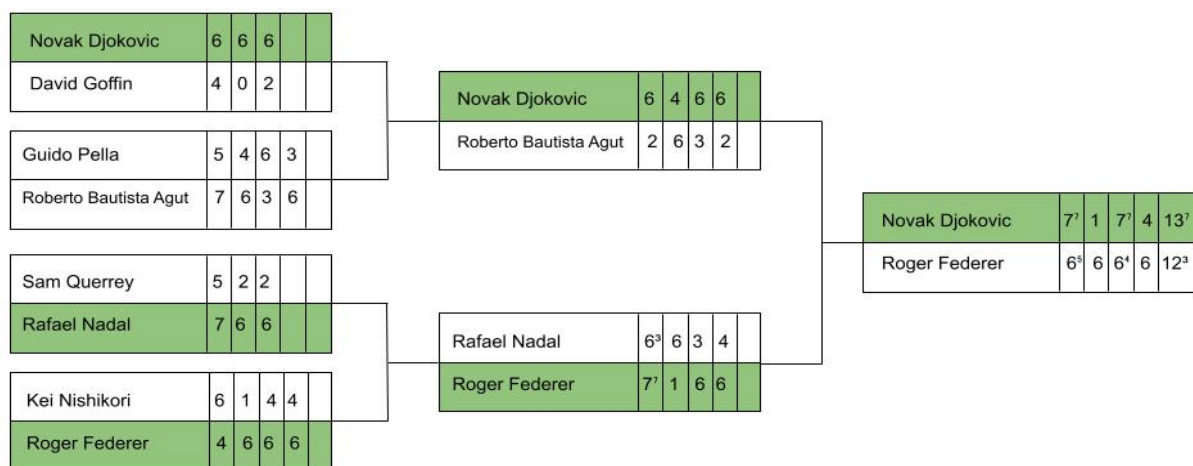 Novak Djokovic 6 6 6
David Goffin 4 0 2
Guido Pella 5 4 6 3
Roberto Bautista Agut 7 6 3 6
Sam Querrey 5 2 2
Rafael Nadal 7 6 6
Kei Nishikori 6 1 4 4
Roger Federer 4 6 6 6
Novak Djokovic 6 4 6 6
Roberto Bautista Agut 2 6 3 2
Rafael Nadal 6³ 6 3 4
Roger Federer 7⁷ 1 6 6
Novak Djokovic 7⁷ 1 7⁷ 4 13⁷
Roger Federer 6⁵ 6 6⁴ 6 12³